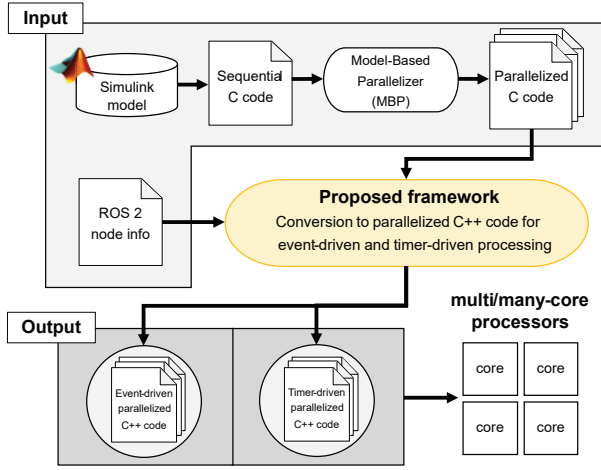 Input
Simulink
model
Sequential
C code
Model-Based
Parallelizer
(MBP)
Parallelized
C code
ROS 2
node info
Proposed framework
Conversion to parallelized C++ code for
event-driven and timer-driven processing
Output
Event-driven
parallelized
C++ code
Timer-driven
parallelized
C++ code
multi/many-core
processors
core
core
core
core